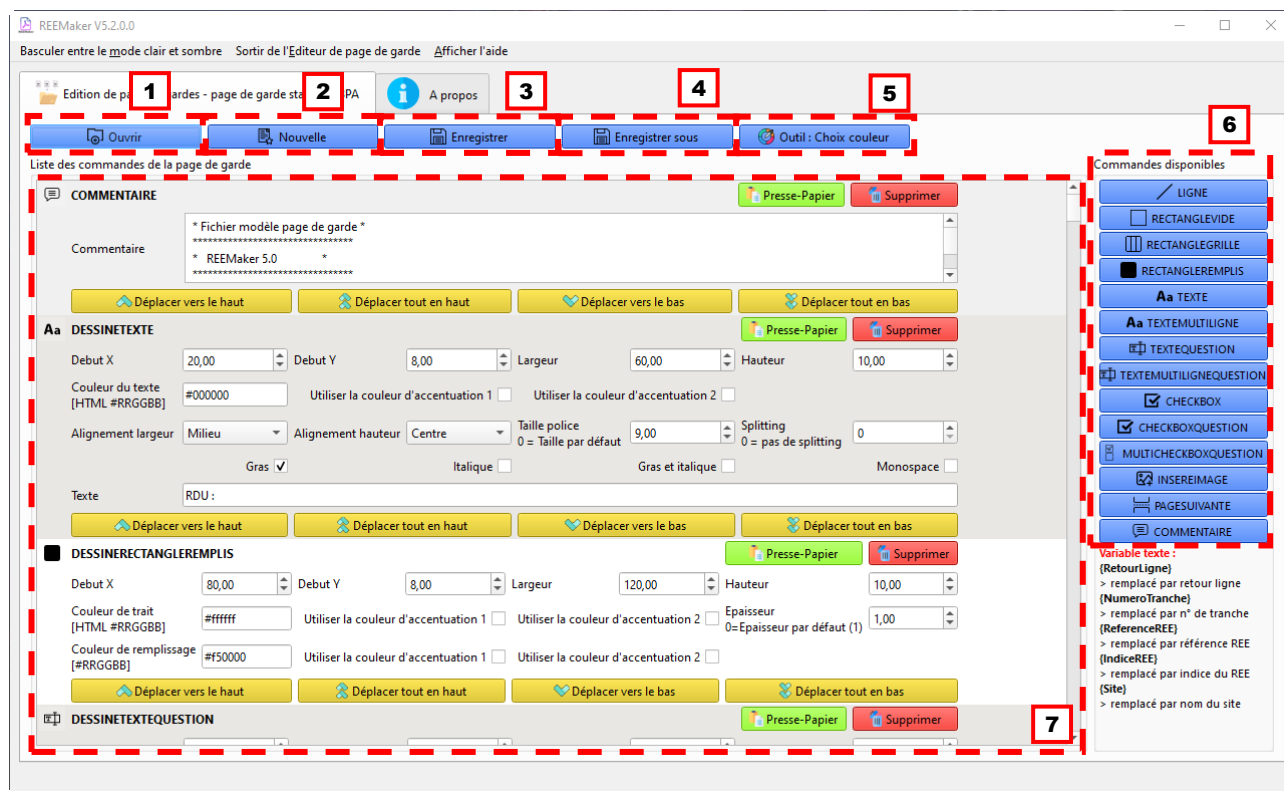 REEMaker V5.2.0.0
Basculer entre le mode clair et sombre Sortir de l'Editeur de page de garde Afficher l'aide
1 2 3 4 5 6
Edition de pa ardes - page de garde sta PA A propos
Ouvrir Nouvelle Enregistrer Enregistrer sous Outil : Choix couleur
Liste des commandes de la page de garde
COMMENTAIRE Presse-Papier Supprimer
Commentaire
* Fichier modèle page de garde *
********************************
* REEMaker 5.0 *
********************************
Déplacer vers le haut Déplacer tout en haut Déplacer vers le bas Déplacer tout en bas
Aa DESSINETEXTE Presse-Papier Supprimer
Debut X 20,00 Debut Y 8,00 Largeur 60,00 Hauteur 10,00
Couleur du texte
[HTML #RRGGBB] #000000 Utiliser la couleur d'accentuation 1 Utiliser la couleur d'accentuation 2
Alignement largeur Milieu Alignement hauteur Centre Taille police
0 = Taille par défaut 9,00 Splitting
0 = pas de splitting 0
Gras Italique Gras et italique Monospace
Texte RDU :
Déplacer vers le haut Déplacer tout en haut Déplacer vers le bas Déplacer tout en bas
DESSINERECTANGLEREMPLIS Presse-Papier Supprimer
Debut X 80,00 Debut Y 8,00 Largeur 120,00 Hauteur 10,00
Couleur de trait
[HTML #RRGGBB] #ffffff Utiliser la couleur d'accentuation 1 Utiliser la couleur d'accentuation 2 Epaisseur
0=Epaisseur par défaut (1) 1,00
Couleur de remplissage
[#RRGGBB] #f50000 Utiliser la couleur d'accentuation 1 Utiliser la couleur d'accentuation 2
Déplacer vers le haut Déplacer tout en haut Déplacer vers le bas Déplacer tout en bas
DESSINETEXTEQUESTION Presse-Papier Supprimer
7
Commandes disponibles
LIGNE
RECTANGLEVIDE
RECTANGLEGRILLE
RECTANGLEREMPLIS
Aa TEXTE
Aa TEXTEMULTILIGNE
TEXTEQUESTION
TEXTEMULTILIGNEQUESTION
CHECKBOX
CHECKBOXQUESTION
MULTICHECKBOXQUESTION
INSEREIMAGE
PAGESUIVANTE
COMMENTAIRE
Variable texte :
{RetourLigne}
> remplacé par retour ligne
{NumeroTranche}
> remplacé par n° de tranche
{ReferenceREE}
> remplacé par référence REE
{IndiceREE}
> remplacé par indice du REE
{Site}
> remplacé par nom du site